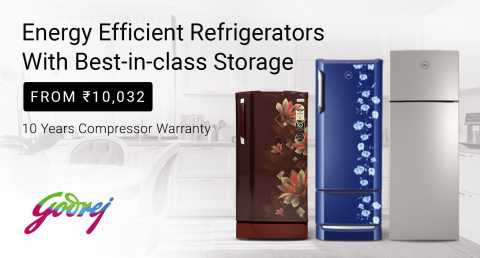 Energy Efficient Refrigerators
With Best-in-class Storage
FROM ₹10,032
10 Years Compressor Warranty
Godrej